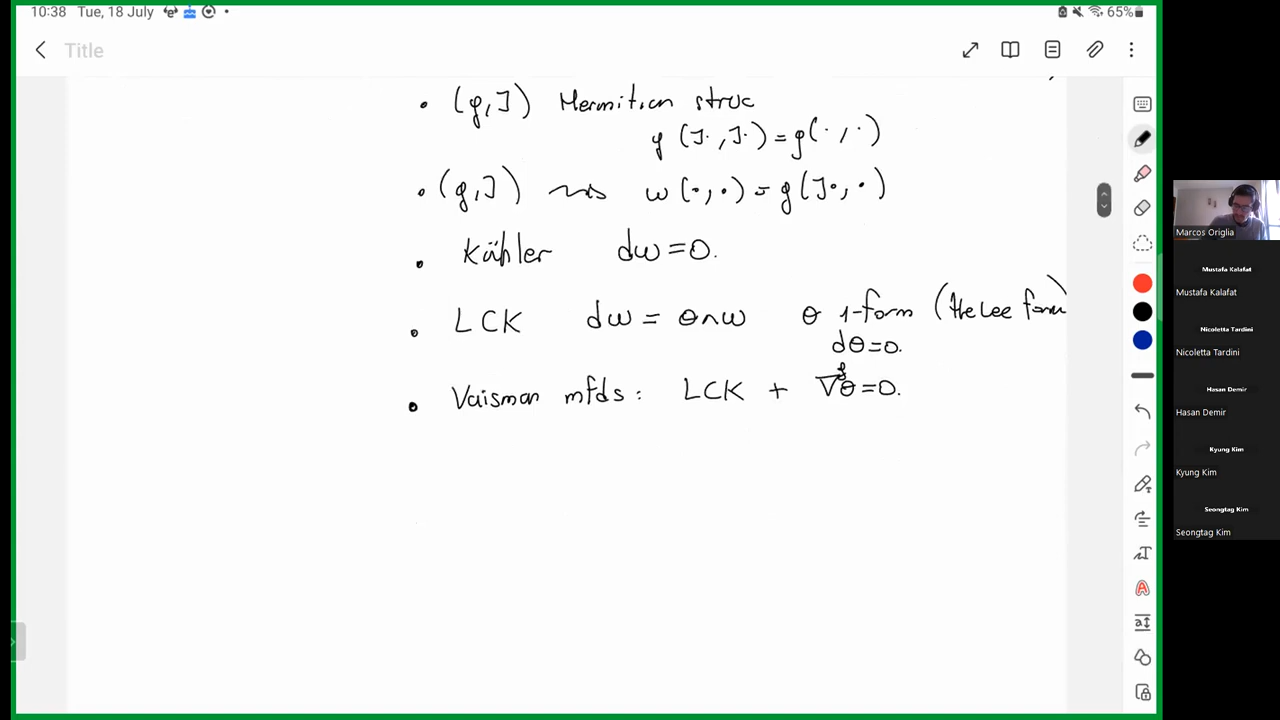 10:38 Tue, 18 July
65%
Title
• (g,J) Hermitian struc
g (J·,J·) = g(·,·)
• (g,J) ⇝ ω(·,·) = g(J·,·)
• Kähler dω=0.
• LCK dω = θ∧ω θ 1-form (the Lee form)
dθ=0.
• Vaisman mfds: LCK + ∇ᵍθ=0.
Marcos Origlia
Mustafa Kalafat
Mustafa Kalafat
Nicoletta Tardini
Nicoletta Tardini
Hasan Demir
Hasan Demir
Kyung Kim
Kyung Kim
Seongtag Kim
Seongtag Kim